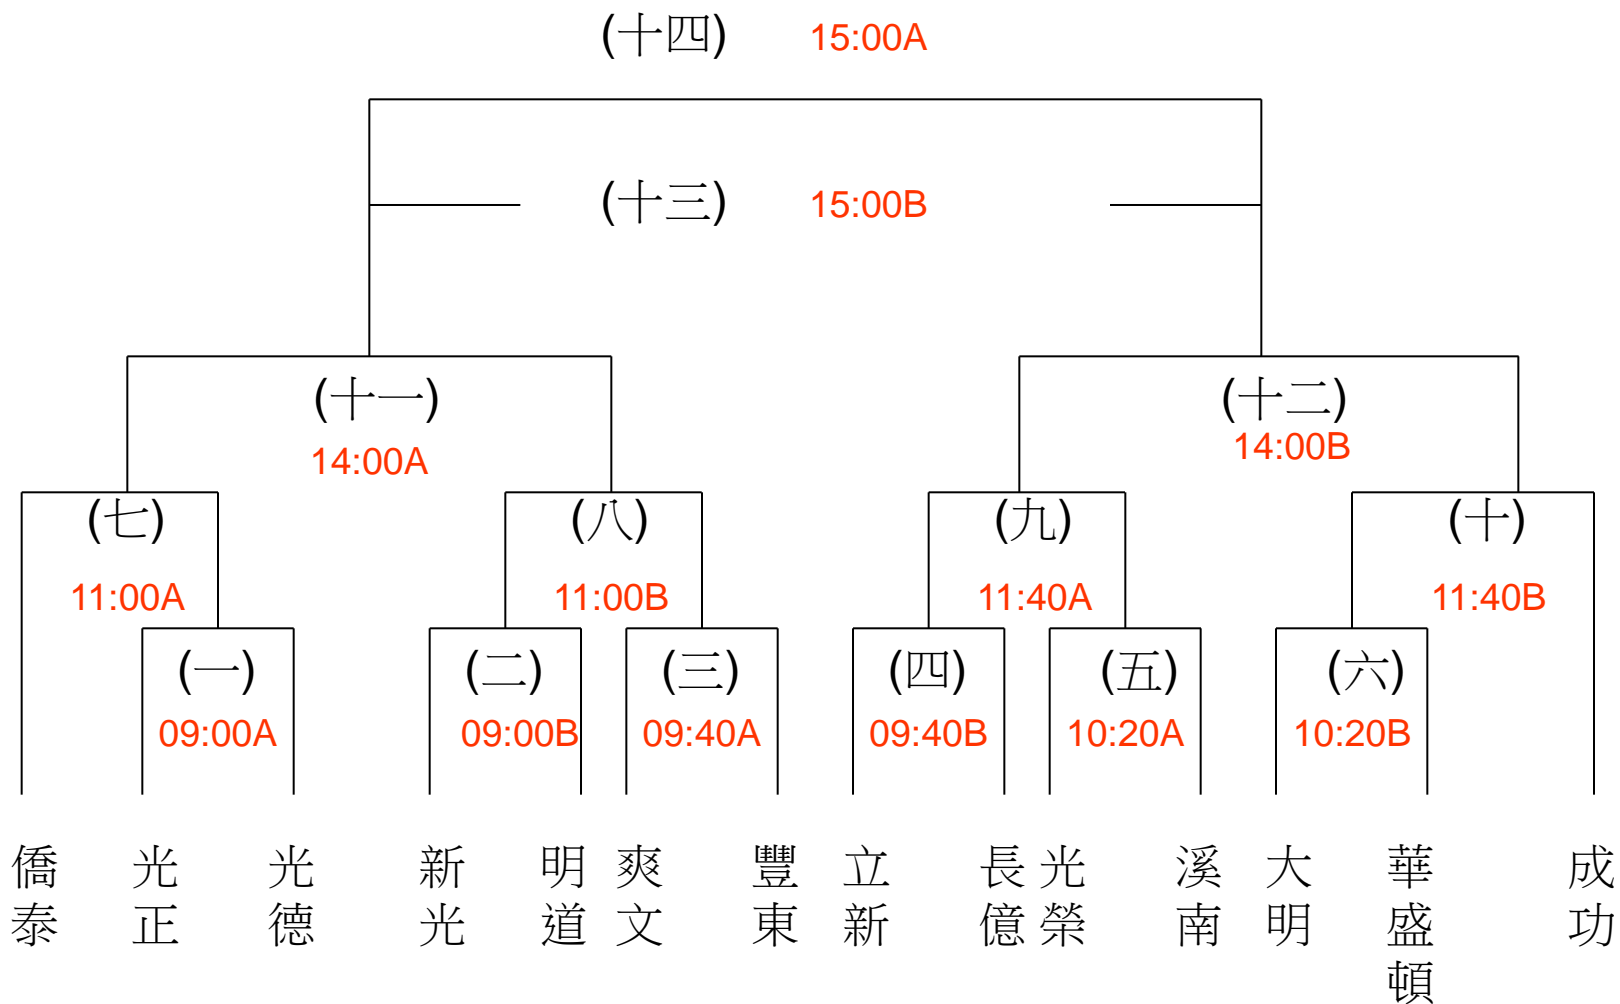 (十四) 15:00A
(十三) 15:00B
(十一) (十二)
14:00A 14:00B
(七) (八) (九) (十)
11:00A 11:00B 11:40A 11:40B
(一) (二) (三) (四) (五) (六)
09:00A 09:00B 09:40A 09:40B 10:20A 10:20B
僑泰 光正 光德 新光 明道 爽文 豐東 立新 長億 光榮 溪南 大明 華盛頓 成功